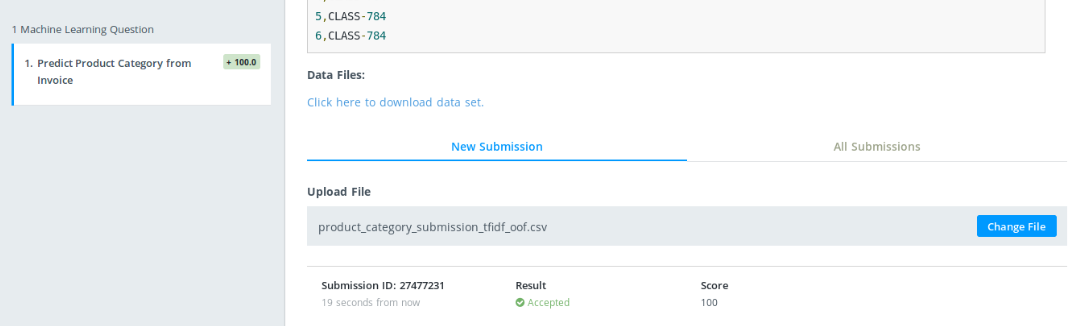 1 Machine Learning Question
1. Predict Product Category from Invoice
+ 100.0
5,CLASS-784
6,CLASS-784
Data Files:
Click here to download data set.
New Submission
All Submissions
Upload File
product_category_submission_tfidf_oof.csv
Change File
Submission ID: 27477231
Result
Score
19 seconds from now
Accepted
100